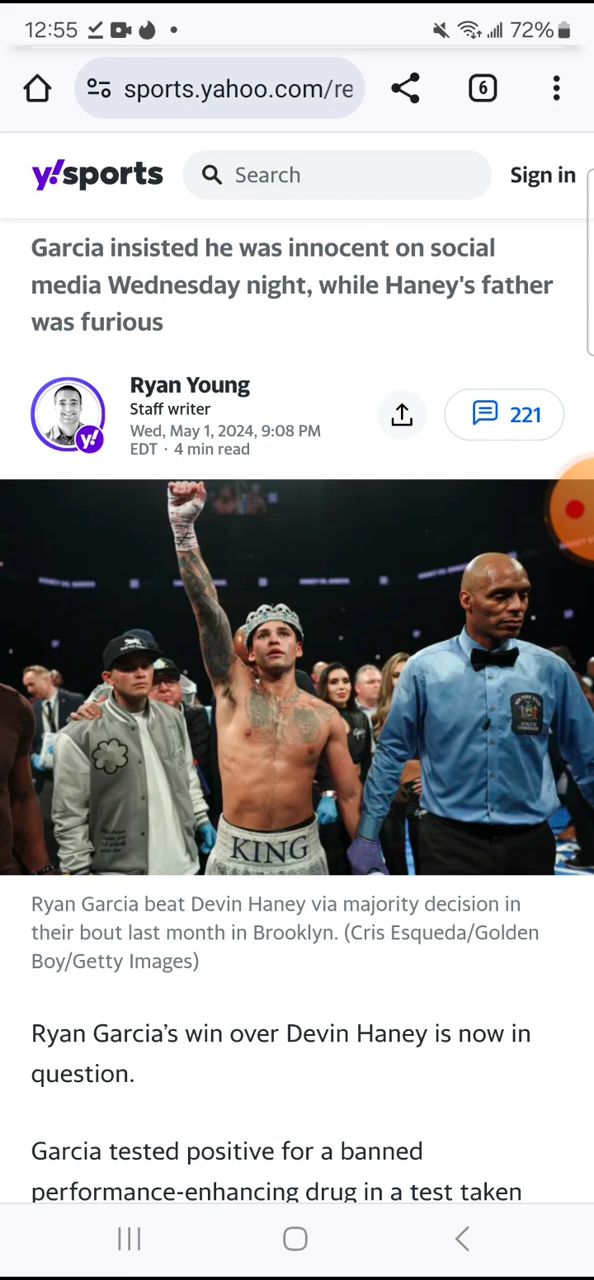 12:55
72%
sports.yahoo.com/re
6
y!sports
Search
Sign in
Garcia insisted he was innocent on social
media Wednesday night, while Haney's father
was furious
Ryan Young
Staff writer
Wed, May 1, 2024, 9:08 PM
EDT · 4 min read
y!
221
KING
Ryan Garcia beat Devin Haney via majority decision in
their bout last month in Brooklyn. (Cris Esqueda/Golden
Boy/Getty Images)
Ryan Garcia’s win over Devin Haney is now in
question.
Garcia tested positive for a banned
performance-enhancing drug in a test taken